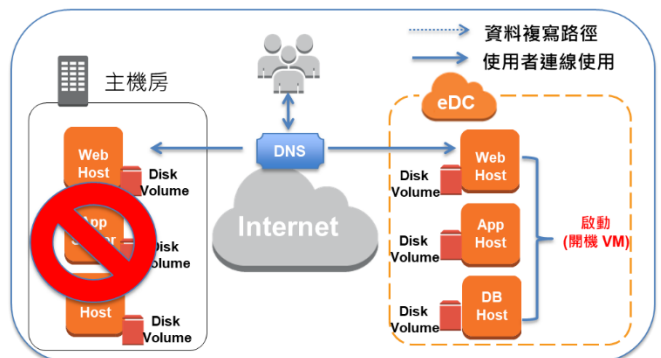 資料複寫路徑
使用者連線使用
主機房
eDC
DNS
Internet
Web
Host
Disk
Volume
App
Disk
Volume
Host
Disk
Volume
Web
Host
Disk
Volume
App
Host
Disk
Volume
DB
Host
Disk
Volume
啟動
(開機 VM)